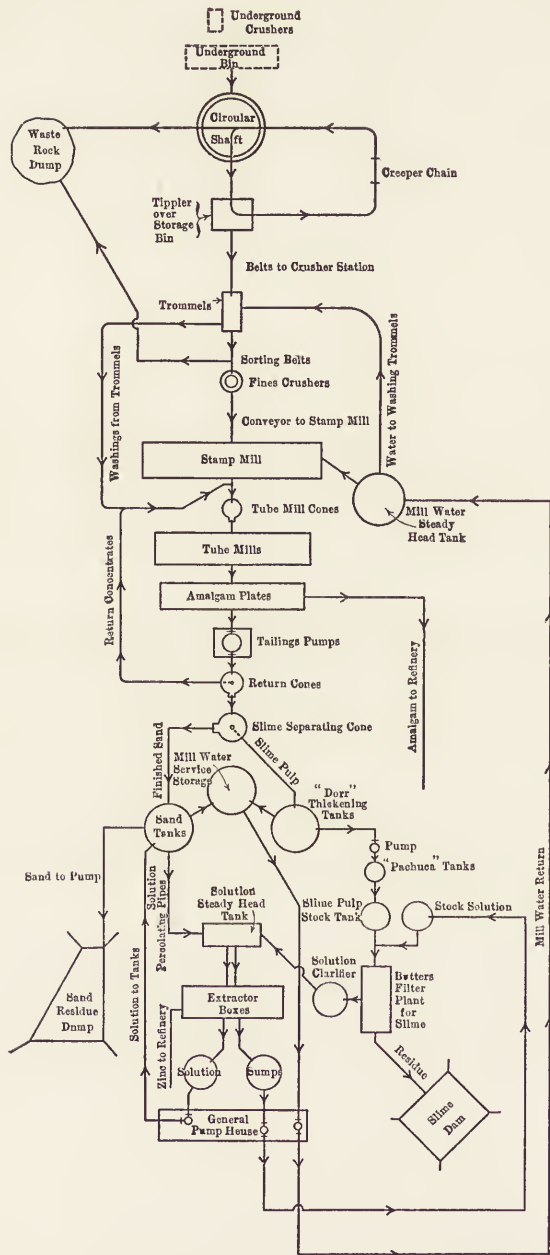 Underground
Crushers
Underground
Bin
Circular
Shaft
Waste
Rock
Dump
Creeper Chain
Tippler
over
Storage
Bin
Belts to Crusher Station
Trommels
Washings from Trommels
Sorting Belts
Fines Crushers
Water to Washing Trommels
Conveyor to Stamp Mill
Stamp Mill
Mill Water
Steady
Head Tank
Tube Mill Cones
Tube Mills
Return Concentrates
Amalgam Plates
Tailings Pumps
Amalgam to Refinery
Return Cones
Slime Separating Cone
Finished Sand
Mill Water
Service
Storage
Slime Pulp
"Dorr"
Thickening
Tanks
Sand
Tanks
Pump
"Pachuca" Tanks
Sand to Pump
Solution
Percolating Pipes
Solution
Steady Head
Tank
Slime Pulp
Stock Tank
Stock Solution
Mill Water Return
Solution
Clarifier
Butters
Filter
Plant
for
Slime
Sand
Residue
Dump
Solution to Tanks
Extractor
Boxes
Zinc to Refinery
Solution
Sumps
Residue
Slime
Dam
General
Pump House